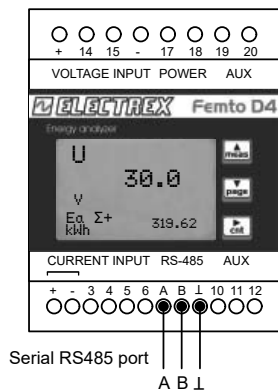 + 14 15 - 17 18 19 20
VOLTAGE INPUT POWER AUX
ELECTREX Femto D4
Energy analyzer
U
30.0
V
Ea Σ+
kWh 319.62
meas
page
cnt
CURRENT INPUT RS-485 AUX
+ - 3 4 5 6 A B ⊥ 10 11 12
Serial RS485 port
A B ⊥